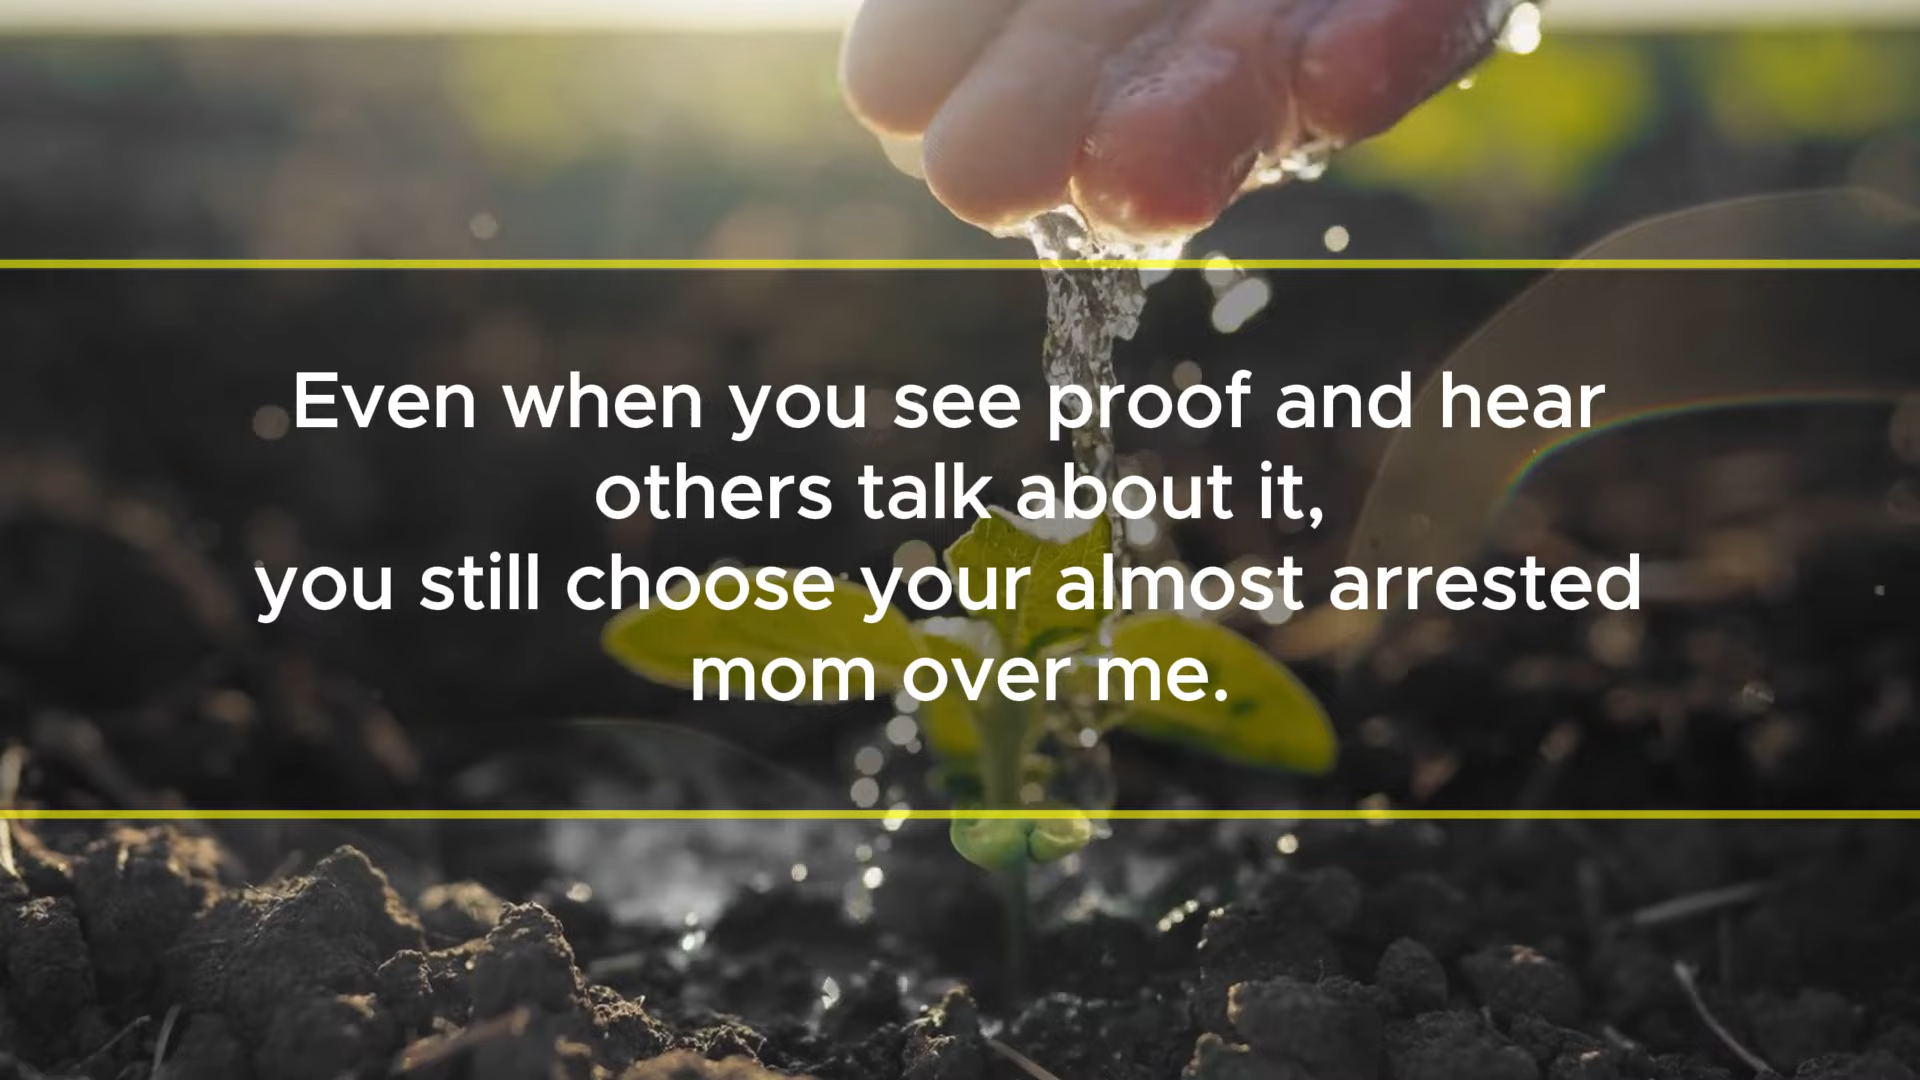 Even when you see proof and hear
others talk about it,
you still choose your almost arrested
mom over me.